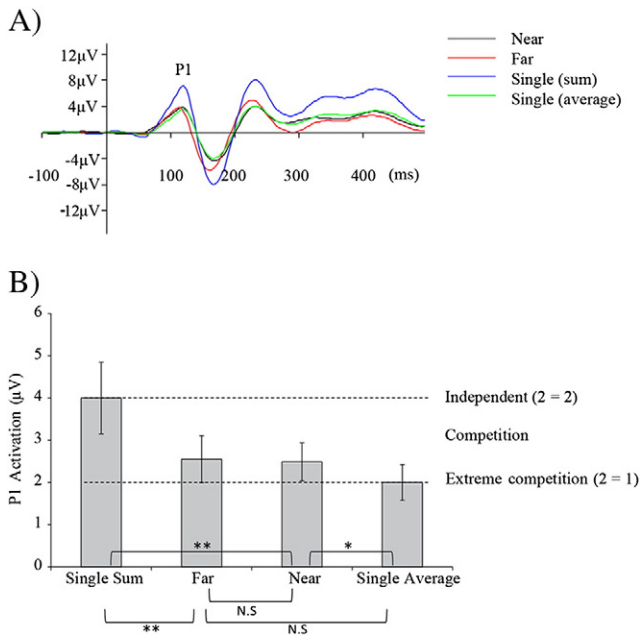 A)
12μV
8μV
4μV
-4μV
-8μV
-12μV
P1
-100
100
200
300
400
(ms)
Near
Far
Single (sum)
Single (average)
B)
P1 Activation (μV)
6
5
4
3
2
1
0
Independent (2 = 2)
Competition
Extreme competition (2 = 1)
**
*
Single Sum
Far
Near
Single Average
N.S
**
N.S